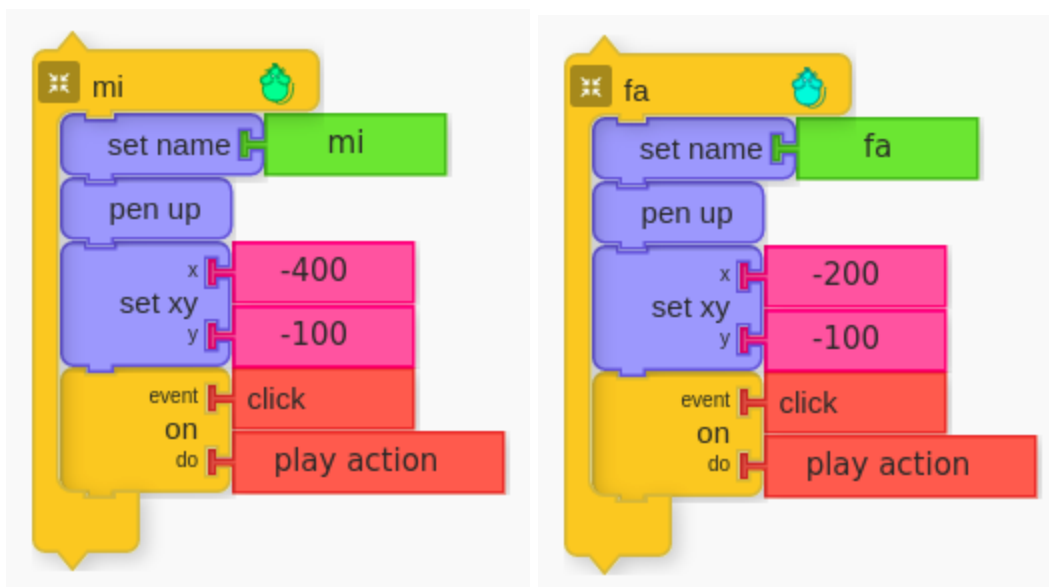 mi
set name mi
pen up
x -400
set xy
y -100
event click
on
do play action
fa
set name fa
pen up
x -200
set xy
y -100
event click
on
do play action